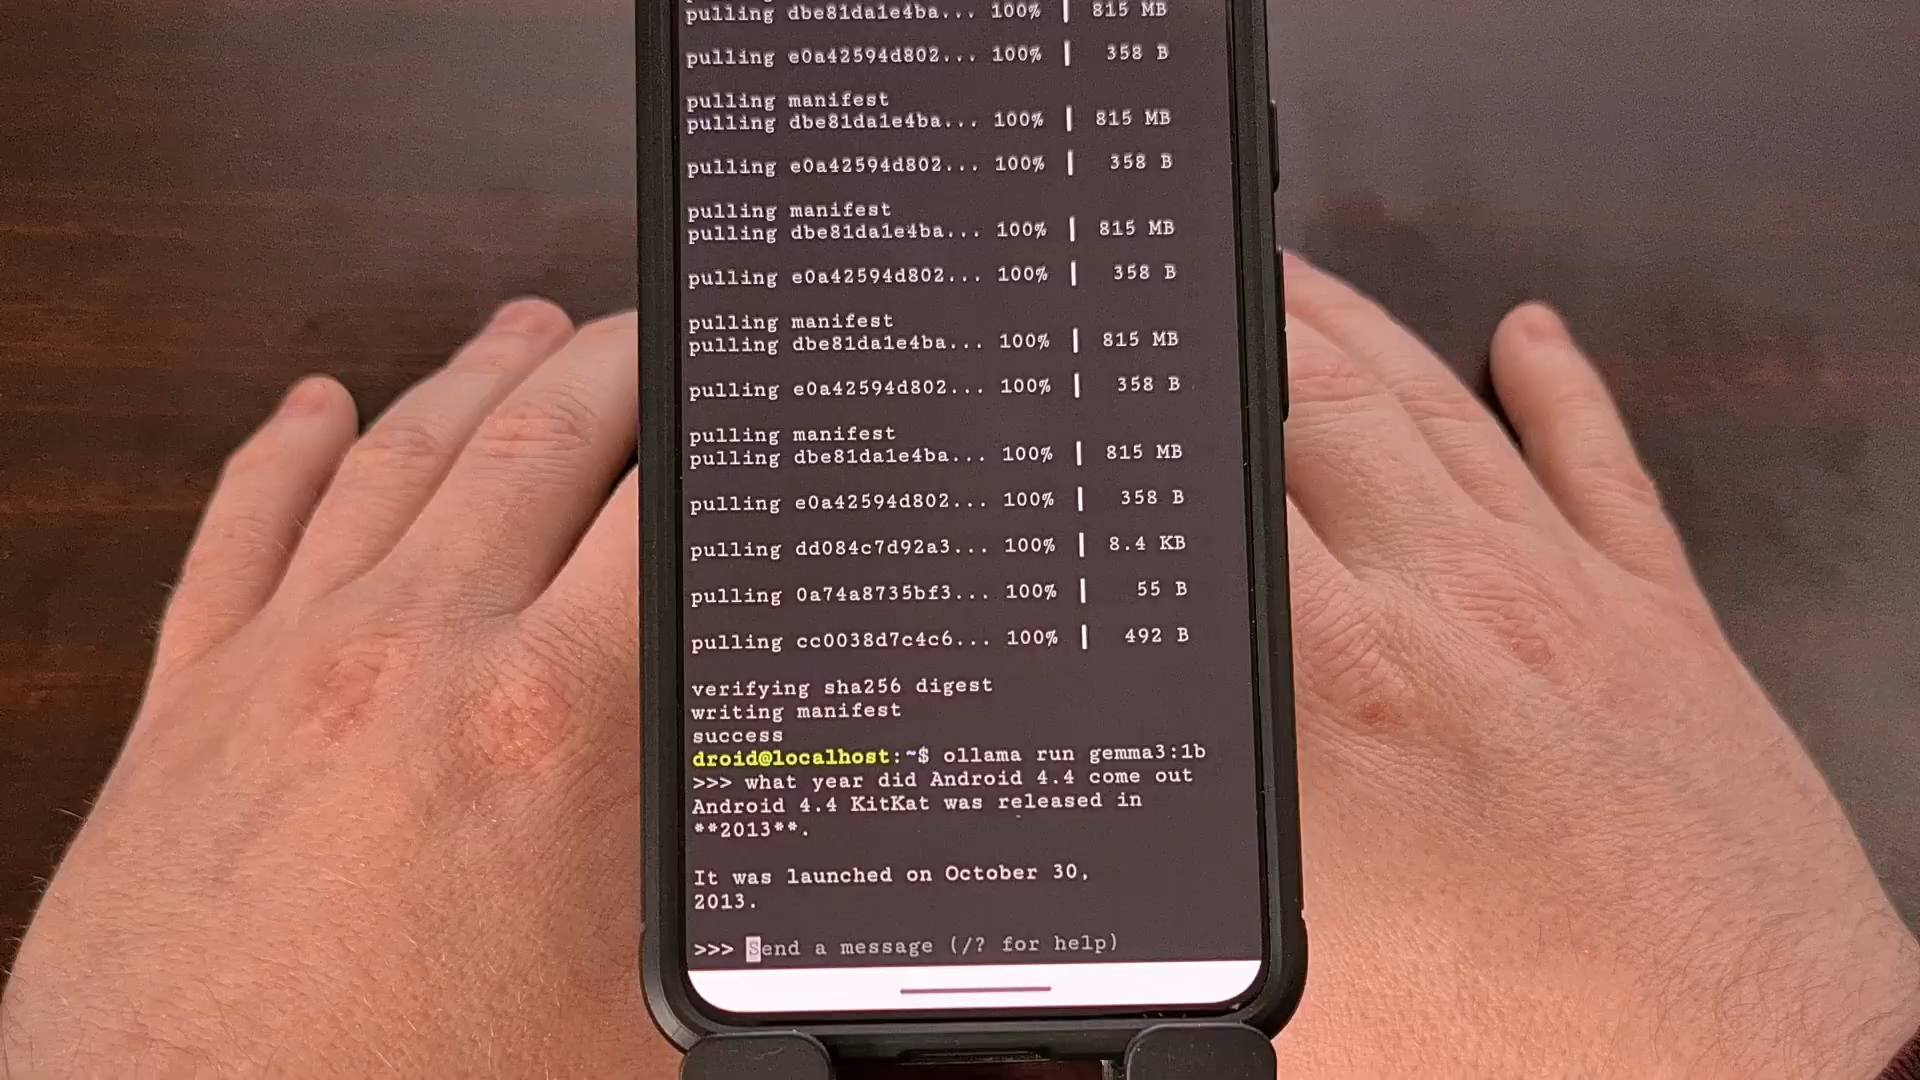 pulling dbe81da1e4ba... 100% ▏ 815 MB
pulling e0a42594d802... 100% ▏ 358 B
pulling manifest
pulling dbe81da1e4ba... 100% ▏ 815 MB
pulling e0a42594d802... 100% ▏ 358 B
pulling manifest
pulling dbe81da1e4ba... 100% ▏ 815 MB
pulling e0a42594d802... 100% ▏ 358 B
pulling manifest
pulling dbe81da1e4ba... 100% ▏ 815 MB
pulling e0a42594d802... 100% ▏ 358 B
pulling manifest
pulling dbe81da1e4ba... 100% ▏ 815 MB
pulling e0a42594d802... 100% ▏ 358 B
pulling dd084c7d92a3... 100% ▏ 8.4 KB
pulling 0a74a8735bf3... 100% ▏ 55 B
pulling cc0038d7c4c6... 100% ▏ 492 B
verifying sha256 digest
writing manifest
success
droid@localhost:~$ ollama run gemma3:1b
>>> what year did Android 4.4 come out
Android 4.4 KitKat was released in
**2013**.
It was launched on October 30,
2013.
>>> Send a message (/? for help)